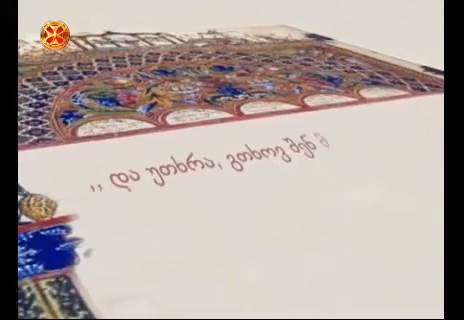 ,, და უთხრა, გთხოვ შენ მ